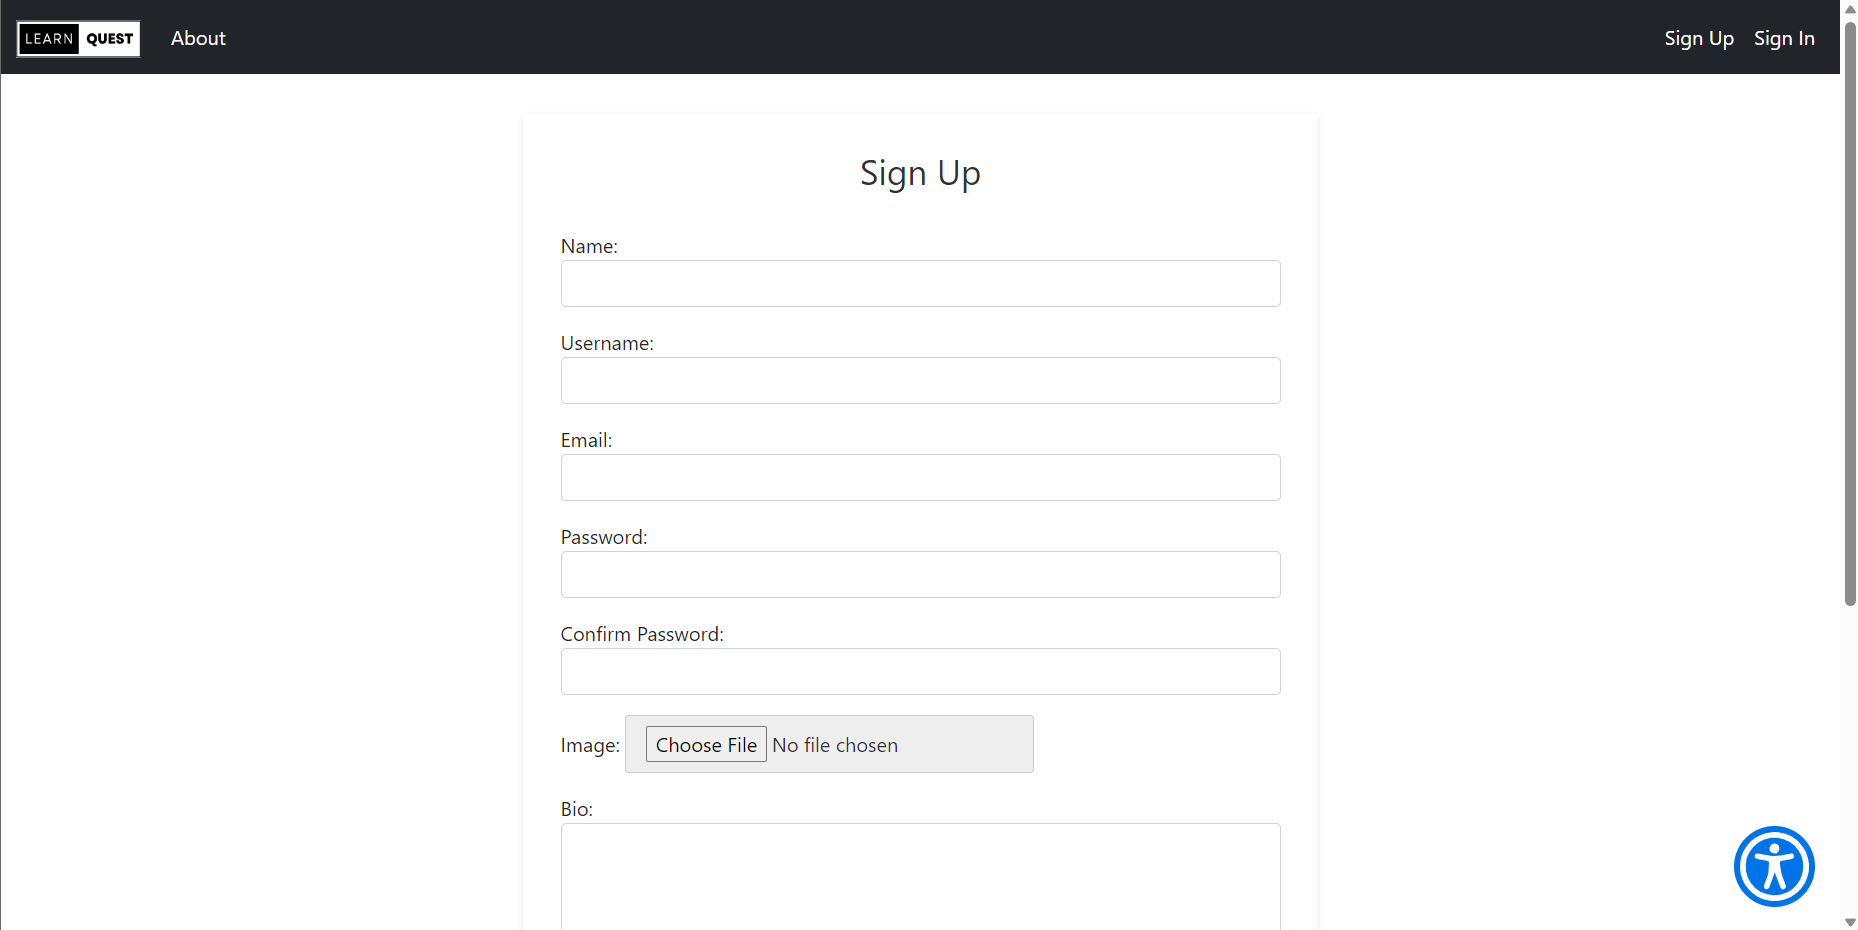 LEARN QUEST About Sign Up Sign In
Sign Up
Name:
Username:
Email:
Password:
Confirm Password:
Image: Choose File No file chosen
Bio: